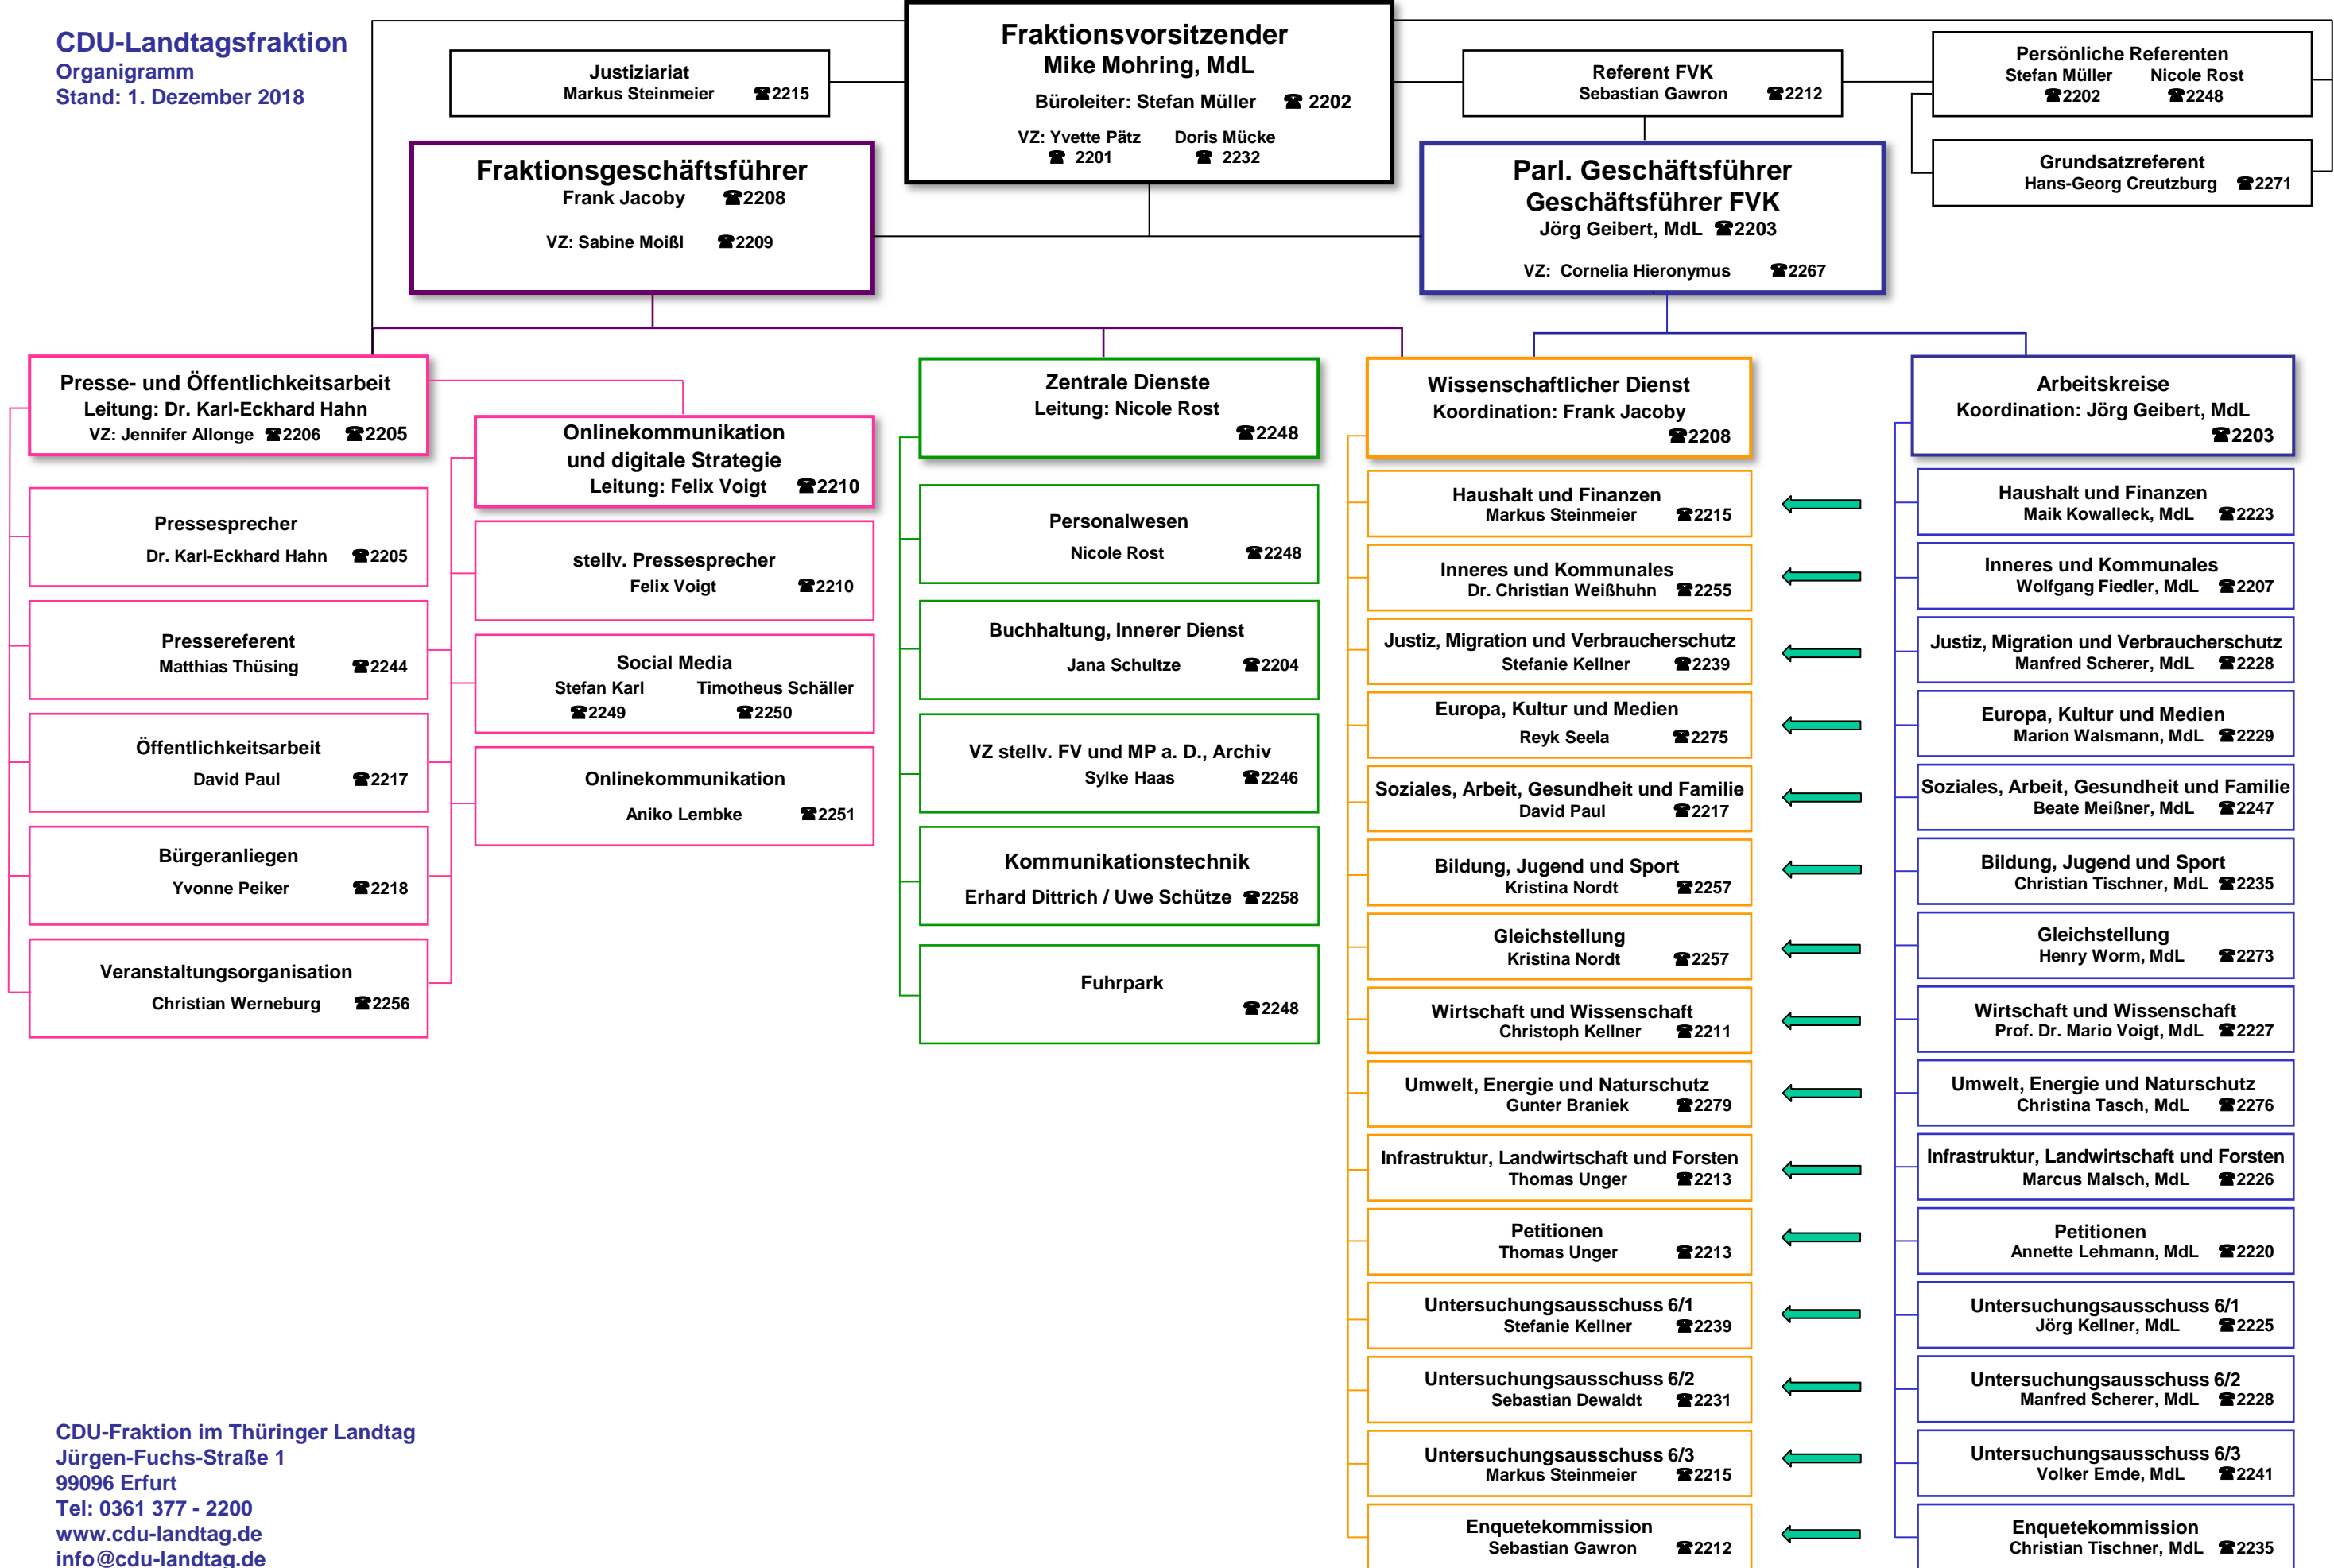 CDU-Landtagsfraktion
Organigramm
Stand: 1. Dezember 2018
Justiziariat
Markus Steinmeier ☎2215
Fraktionsvorsitzender
Mike Mohring, MdL
Büroleiter: Stefan Müller ☎ 2202
VZ: Yvette Pätz Doris Mücke
☎ 2201 ☎ 2232
Referent FVK
Sebastian Gawron ☎2212
Persönliche Referenten
Stefan Müller Nicole Rost
☎2202 ☎2248
Grundsatzreferent
Hans-Georg Creutzburg ☎2271
Fraktionsgeschäftsführer
Frank Jacoby ☎2208
VZ: Sabine Moißl ☎2209
Parl. Geschäftsführer
Geschäftsführer FVK
Jörg Geibert, MdL ☎2203
VZ: Cornelia Hieronymus ☎2267
Presse- und Öffentlichkeitsarbeit
Leitung: Dr. Karl-Eckhard Hahn
VZ: Jennifer Allonge ☎2206 ☎2205
Pressesprecher
Dr. Karl-Eckhard Hahn ☎2205
Pressereferent
Matthias Thüsing ☎2244
Öffentlichkeitsarbeit
David Paul ☎2217
Bürgeranliegen
Yvonne Peiker ☎2218
Veranstaltungsorganisation
Christian Werneburg ☎2256
Onlinekommunikation
und digitale Strategie
Leitung: Felix Voigt ☎2210
stellv. Pressesprecher
Felix Voigt ☎2210
Social Media
Stefan Karl Timotheus Schäller
☎2249 ☎2250
Onlinekommunikation
Aniko Lembke ☎2251
Zentrale Dienste
Leitung: Nicole Rost
☎2248
Personalwesen
Nicole Rost ☎2248
Buchhaltung, Innerer Dienst
Jana Schultze ☎2204
VZ stellv. FV und MP a. D., Archiv
Sylke Haas ☎2246
Kommunikationstechnik
Erhard Dittrich / Uwe Schütze ☎2258
Fuhrpark
☎2248
Wissenschaftlicher Dienst
Koordination: Frank Jacoby
☎2208
Haushalt und Finanzen
Markus Steinmeier ☎2215
Inneres und Kommunales
Dr. Christian Weißhuhn ☎2255
Justiz, Migration und Verbraucherschutz
Stefanie Kellner ☎2239
Europa, Kultur und Medien
Reyk Seela ☎2275
Soziales, Arbeit, Gesundheit und Familie
David Paul ☎2217
Bildung, Jugend und Sport
Kristina Nordt ☎2257
Gleichstellung
Kristina Nordt ☎2257
Wirtschaft und Wissenschaft
Christoph Kellner ☎2211
Umwelt, Energie und Naturschutz
Gunter Braniek ☎2279
Infrastruktur, Landwirtschaft und Forsten
Thomas Unger ☎2213
Petitionen
Thomas Unger ☎2213
Untersuchungsausschuss 6/1
Stefanie Kellner ☎2239
Untersuchungsausschuss 6/2
Sebastian Dewaldt ☎2231
Untersuchungsausschuss 6/3
Markus Steinmeier ☎2215
Enquetekommission
Sebastian Gawron ☎2212
Arbeitskreise
Koordination: Jörg Geibert, MdL
☎2203
Haushalt und Finanzen
Maik Kowalleck, MdL ☎2223
Inneres und Kommunales
Wolfgang Fiedler, MdL ☎2207
Justiz, Migration und Verbraucherschutz
Manfred Scherer, MdL ☎2228
Europa, Kultur und Medien
Marion Walsmann, MdL ☎2229
Soziales, Arbeit, Gesundheit und Familie
Beate Meißner, MdL ☎2247
Bildung, Jugend und Sport
Christian Tischner, MdL ☎2235
Gleichstellung
Henry Worm, MdL ☎2273
Wirtschaft und Wissenschaft
Prof. Dr. Mario Voigt, MdL ☎2227
Umwelt, Energie und Naturschutz
Christina Tasch, MdL ☎2276
Infrastruktur, Landwirtschaft und Forsten
Marcus Malsch, MdL ☎2226
Petitionen
Annette Lehmann, MdL ☎2220
Untersuchungsausschuss 6/1
Jörg Kellner, MdL ☎2225
Untersuchungsausschuss 6/2
Manfred Scherer, MdL ☎2228
Untersuchungsausschuss 6/3
Volker Emde, MdL ☎2241
Enquetekommission
Christian Tischner, MdL ☎2235
CDU-Fraktion im Thüringer Landtag
Jürgen-Fuchs-Straße 1
99096 Erfurt
Tel: 0361 377 - 2200
www.cdu-landtag.de
info@cdu-landtag.de